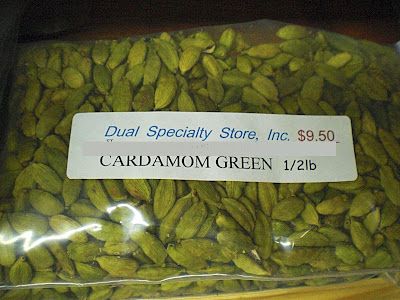 Dual Specialty Store, Inc. $9.50
CARDAMOM GREEN 1/2lb